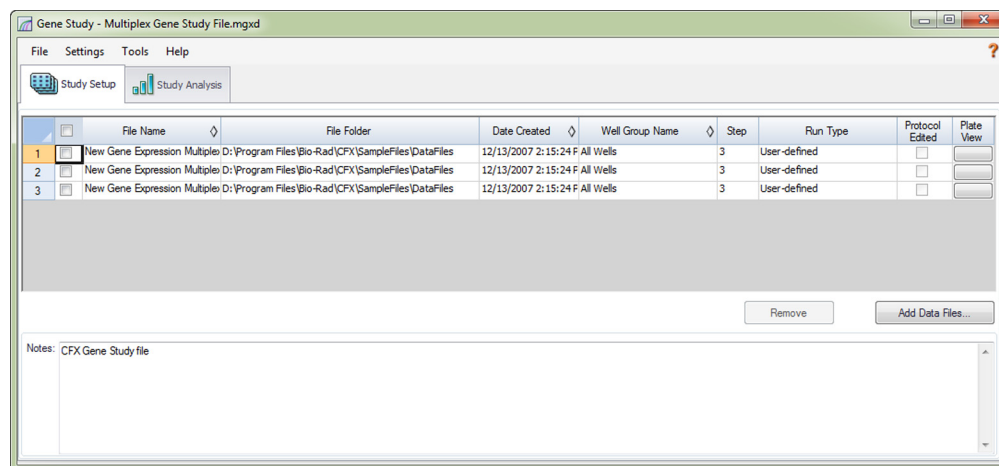 Gene Study - Multiplex Gene Study File.mgxd
File Settings Tools Help ?
Study Setup Study Analysis
File Name File Folder Date Created Well Group Name Step Run Type Protocol Edited Plate View
1 New Gene Expression Multiplex D:\Program Files\Bio-Rad\CFX\SampleFiles\DataFiles 12/13/2007 2:15:24 P All Wells 3 User-defined
2 New Gene Expression Multiplex D:\Program Files\Bio-Rad\CFX\SampleFiles\DataFiles 12/13/2007 2:15:24 P All Wells 3 User-defined
3 New Gene Expression Multiplex D:\Program Files\Bio-Rad\CFX\SampleFiles\DataFiles 12/13/2007 2:15:24 P All Wells 3 User-defined
Remove Add Data Files...
Notes: CFX Gene Study file